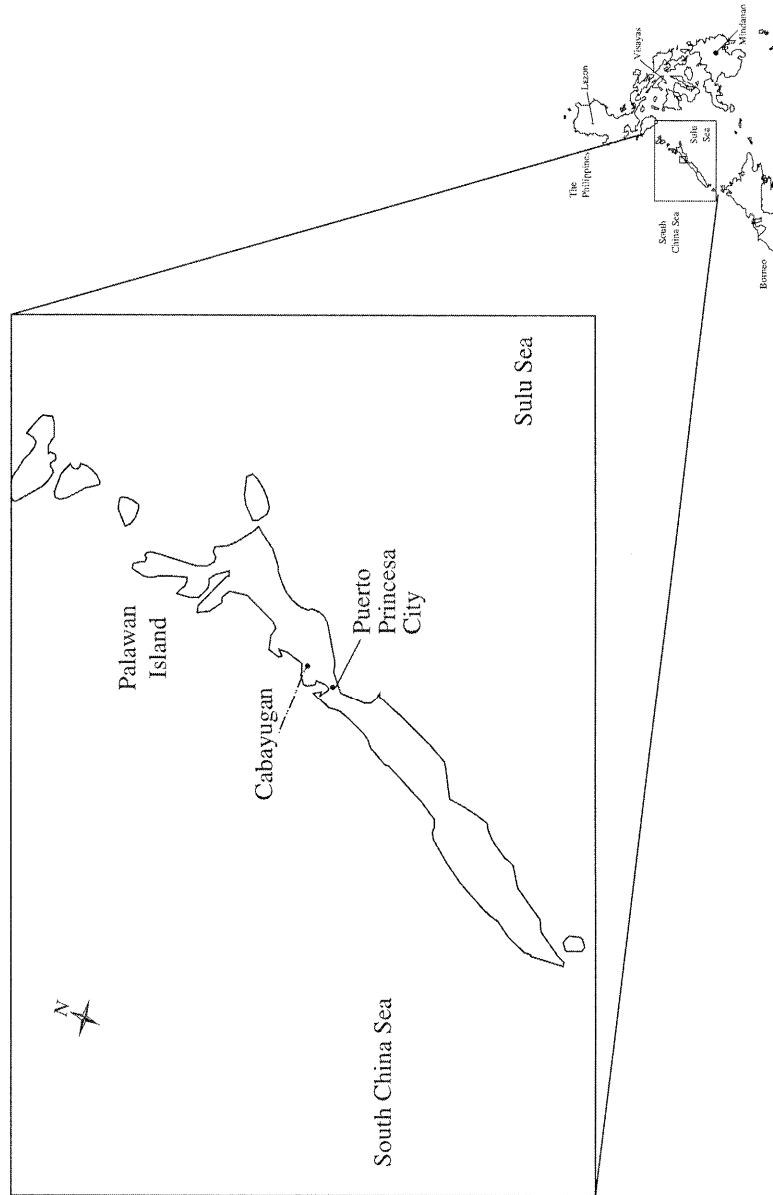 N
Palawan
Island
Cabayugan
Puerto
Princesa
City
South China Sea
Sulu Sea
The
Philippines
Luzon
Visayas
Mindanao
Sulu
Sea
South
China Sea
Borneo